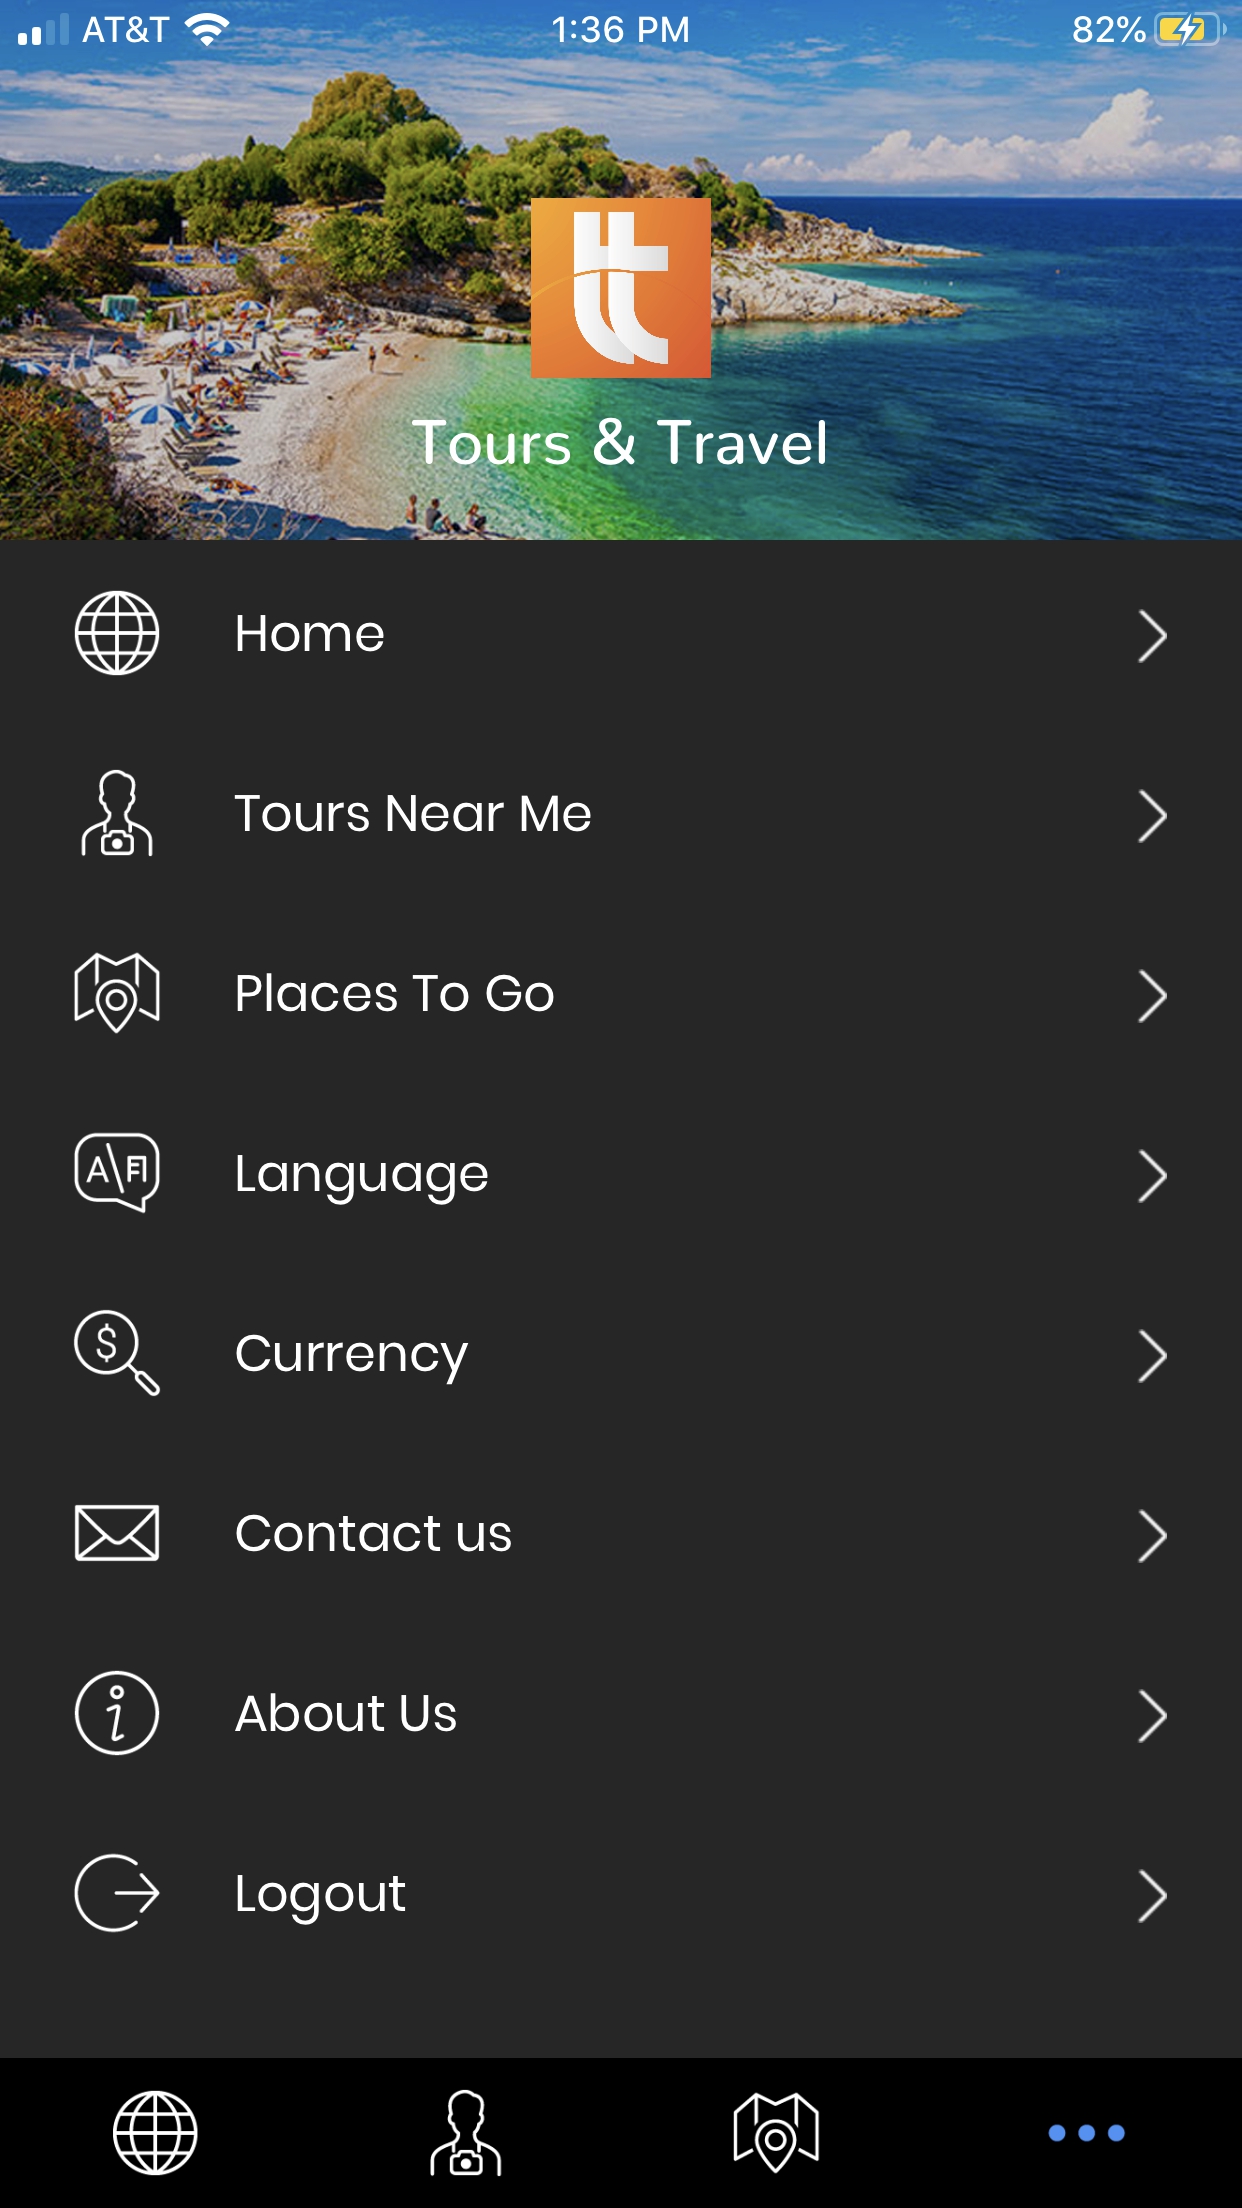 AT&T 1:36 PM 82%
tt
Tours & Travel
Home
Tours Near Me
Places To Go
Language
Currency
Contact us
About Us
Logout